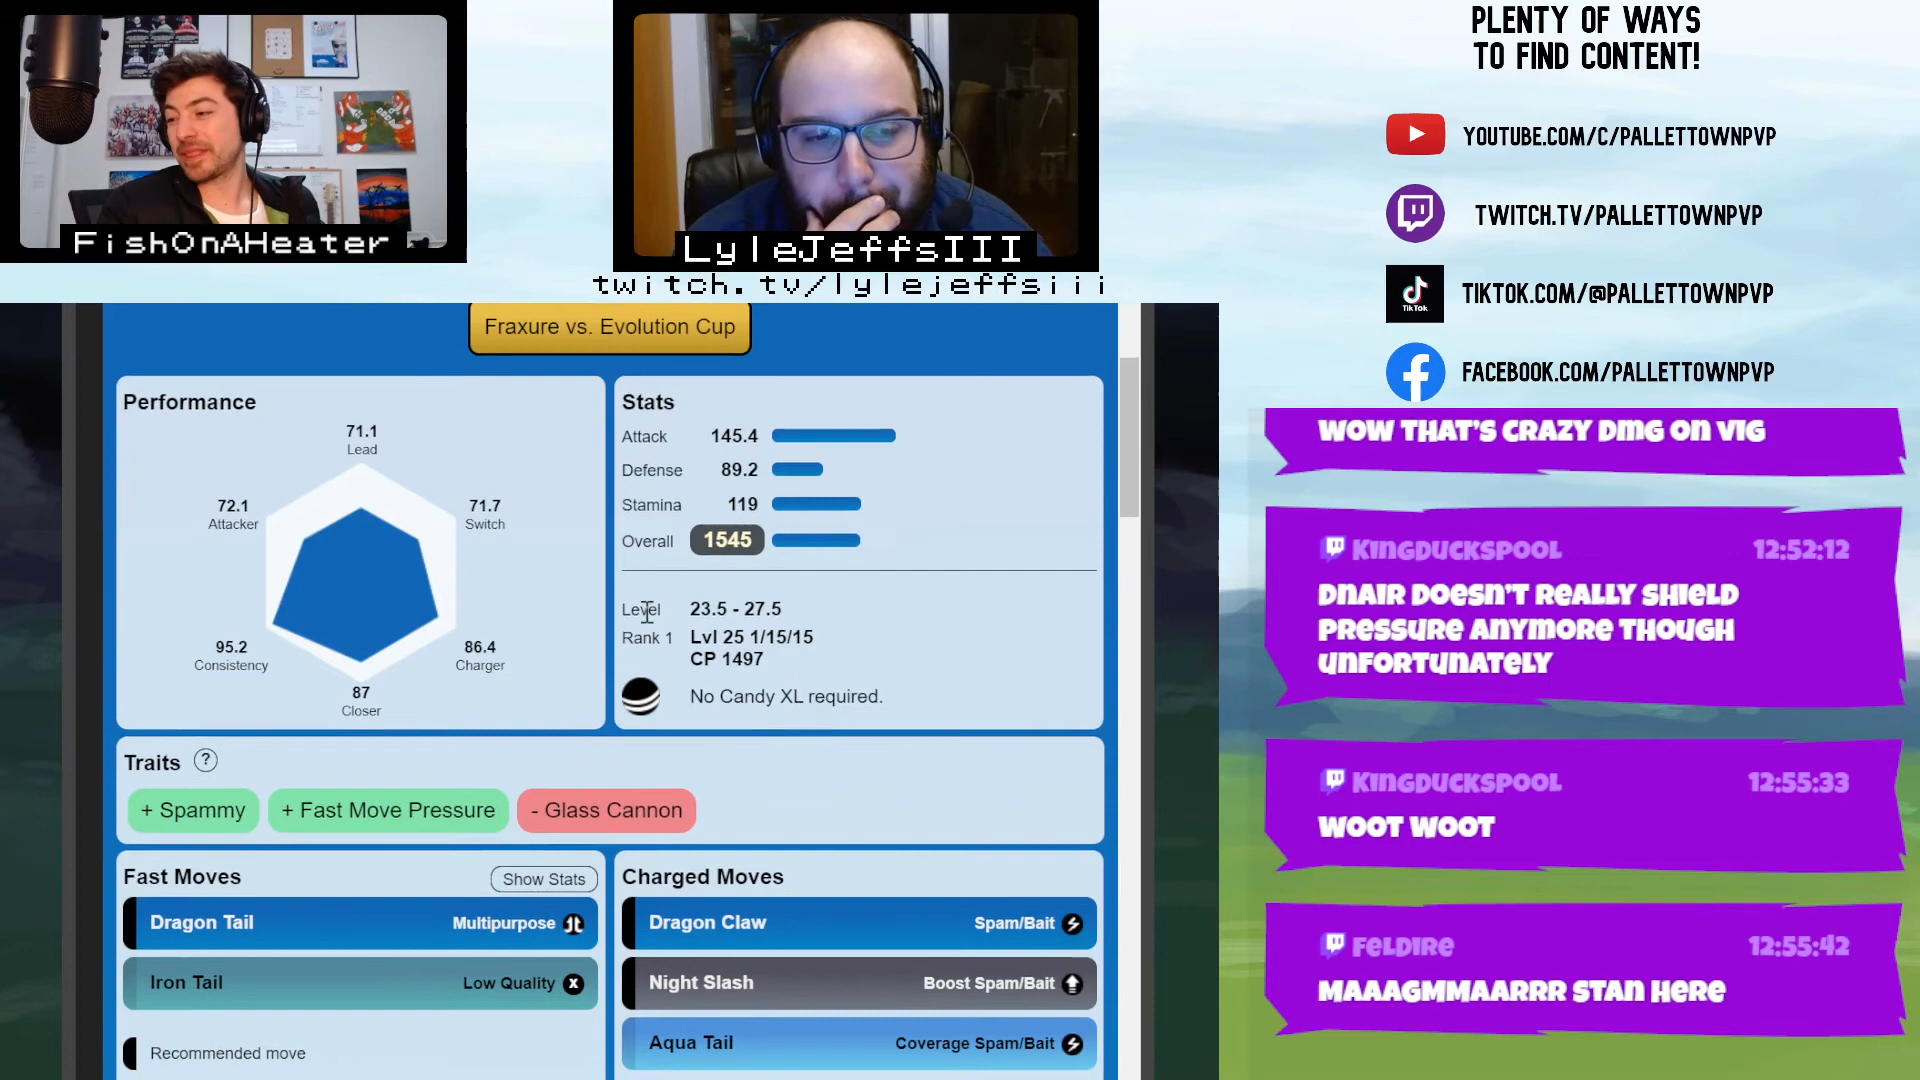 FishOnAHeater
LyleJeffsIII
twitch.tv/lylejeffsiii
PLENTY OF WAYS
TO FIND CONTENT!
YOUTUBE.COM/C/PALLETTOWNPVP
TWITCH.TV/PALLETTOWNPVP
TikTok
TIKTOK.COM/@PALLETTOWNPVP
FACEBOOK.COM/PALLETTOWNPVP
Fraxure vs. Evolution Cup
Performance
71.1
Lead
72.1
Attacker
71.7
Switch
95.2
Consistency
86.4
Charger
87
Closer
Stats
Attack 145.4
Defense 89.2
Stamina 119
Overall 1545
Level 23.5 - 27.5
Rank 1 Lvl 25 1/15/15
CP 1497
No Candy XL required.
Traits ?
+ Spammy + Fast Move Pressure - Glass Cannon
Fast Moves Show Stats
Dragon Tail Multipurpose
Iron Tail Low Quality x
Recommended move
Charged Moves
Dragon Claw Spam/Bait
Night Slash Boost Spam/Bait
Aqua Tail Coverage Spam/Bait
WOW THAT'S CRAZY DMG ON VIG
KINGDUCKSPOOL 12:52:12
DNAIR DOESN'T REALLY SHIELD
PRESSURE ANYMORE THOUGH
UNFORTUNATELY
KINGDUCKSPOOL 12:55:33
WOOT WOOT
FELDIRE 12:55:42
MAAAGMMAARRR STAN HERE